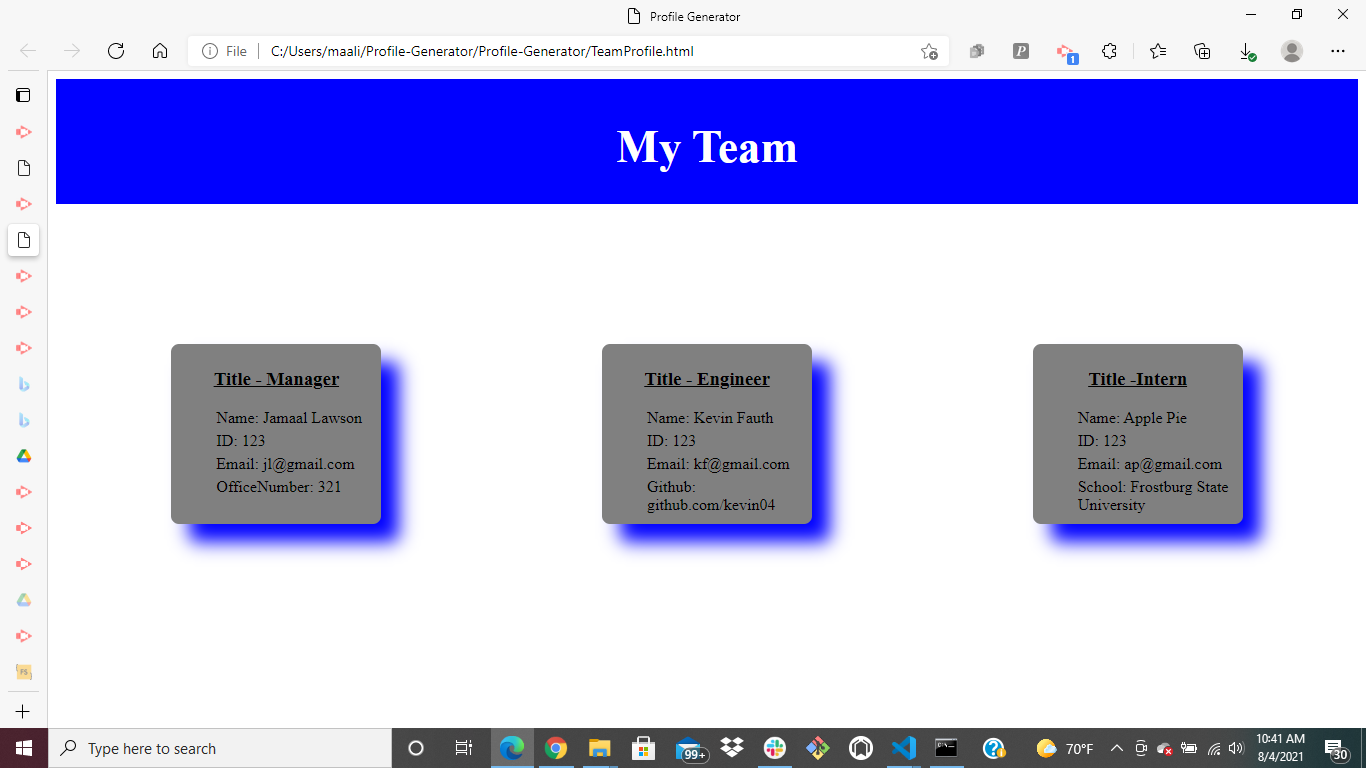 Profile Generator
File
C:/Users/maali/Profile-Generator/Profile-Generator/TeamProfile.html
1
My Team
Title - Manager
Name: Jamaal Lawson
ID: 123
Email: jl@gmail.com
OfficeNumber: 321
Title - Engineer
Name: Kevin Fauth
ID: 123
Email: kf@gmail.com
Github:
github.com/kevin04
Title -Intern
Name: Apple Pie
ID: 123
Email: ap@gmail.com
School: Frostburg State
University
FS
Type here to search
99+
70°F
10:41 AM
8/4/2021
30